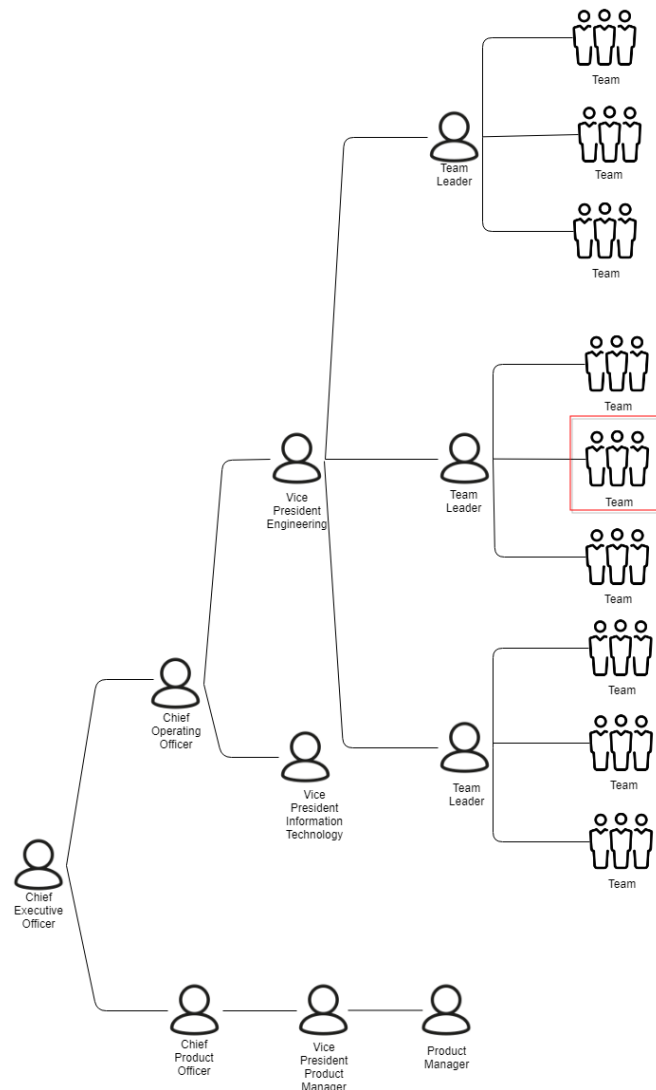 Team
Team
Team
Leader
Team
Team
Vice
President
Engineering
Team
Leader
Team
Team
Chief
Operating
Officer
Team
Vice
President
Information
Technology
Team
Leader
Team
Team
Chief
Executive
Officer
Chief
Product
Officer
Vice
President
Product
Manager
Product
Manager